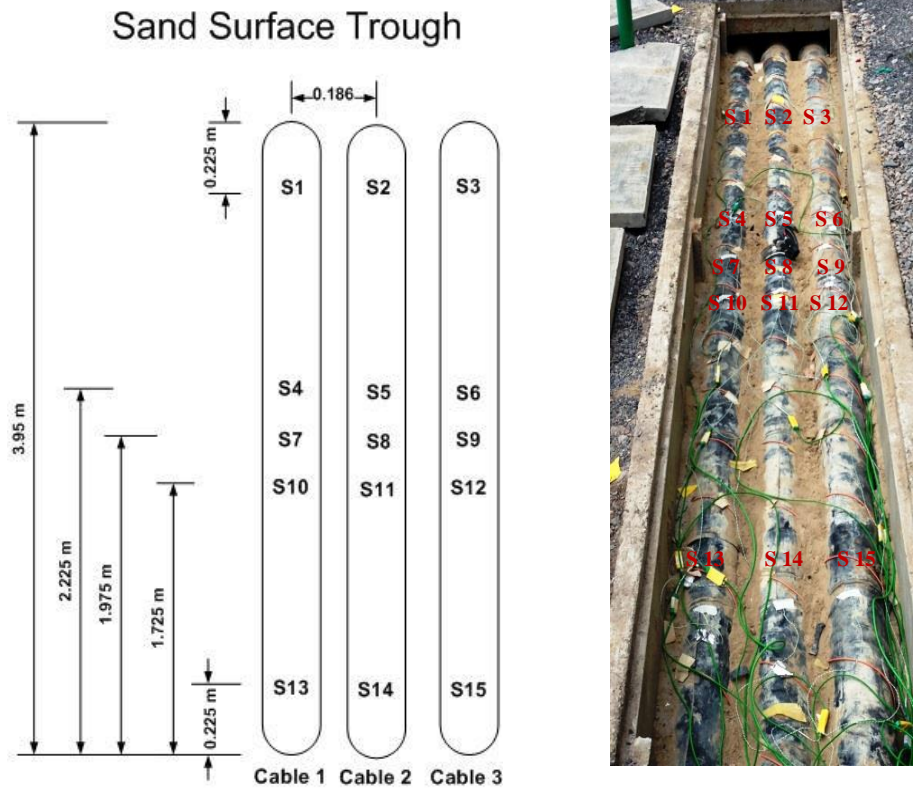 Sand Surface Trough
0.186
0.225 m
3.95 m
2.225 m
1.975 m
1.725 m
0.225 m
S1 S2 S3
S4 S5 S6
S7 S8 S9
S10 S11 S12
S13 S14 S15
Cable 1 Cable 2 Cable 3
S 1 S 2 S 3
S 4 S 5 S 6
S 7 S 8 S 9
S 10 S 11 S 12
S 13 S 14 S 15